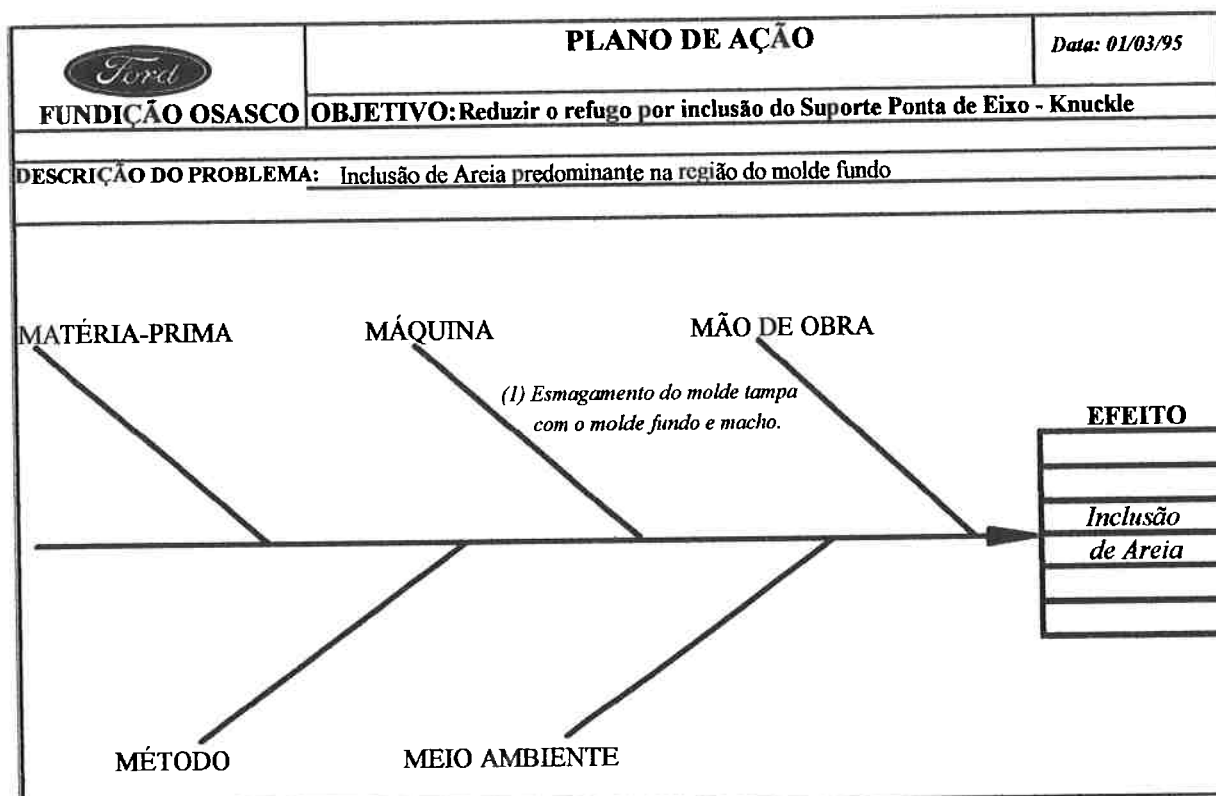 Ford
PLANO DE AÇÃO
Data: 01/03/95
FUNDIÇÃO OSASCO
OBJETIVO: Reduzir o refugo por inclusão do Suporte Ponta de Eixo - Knuckle
DESCRIÇÃO DO PROBLEMA: Inclusão de Areia predominante na região do molde fundo
MATÉRIA-PRIMA
MÁQUINA
MÃO DE OBRA
(1) Esmagamento do molde tampa
com o molde fundo e macho.
EFEITO
Inclusão
de Areia
MÉTODO
MEIO AMBIENTE